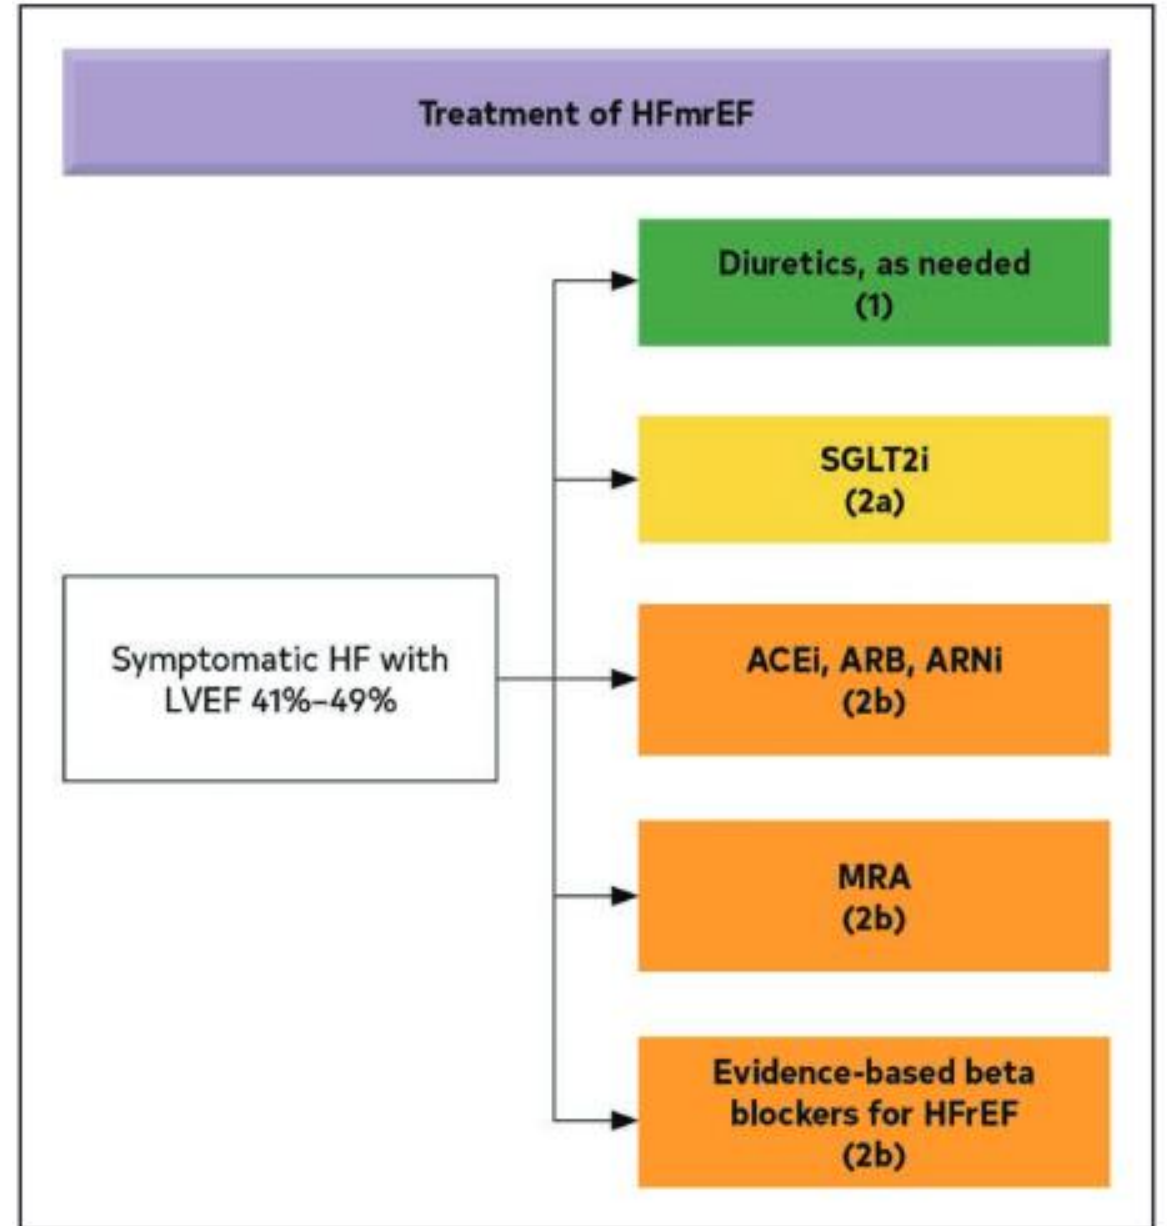 Treatment of HFmrEF
Diuretics, as needed
(1)
SGLT2i
(2a)
Symptomatic HF with
LVEF 41%–49%
ACEi, ARB, ARNi
(2b)
MRA
(2b)
Evidence-based beta
blockers for HFrEF
(2b)